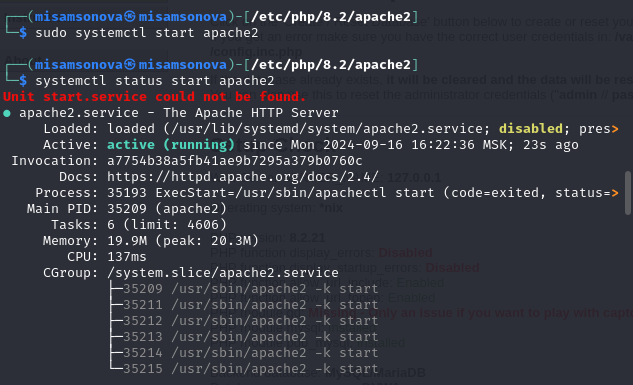 (misamsonova㉿misamsonova)-[/etc/php/8.2/apache2]
$ sudo systemctl start apache2
(misamsonova㉿misamsonova)-[/etc/php/8.2/apache2]
$ systemctl status start apache2
Unit start.service could not be found.
● apache2.service - The Apache HTTP Server
Loaded: loaded (/usr/lib/systemd/system/apache2.service; disabled; pres>
Active: active (running) since Mon 2024-09-16 16:22:36 MSK; 23s ago
Invocation: a7754b38a5fb41ae9b7295a379b0760c
Docs: https://httpd.apache.org/docs/2.4/
Process: 35193 ExecStart=/usr/sbin/apachectl start (code=exited, status=>
Main PID: 35209 (apache2)
Tasks: 6 (limit: 4606)
Memory: 19.9M (peak: 20.3M)
CPU: 137ms
CGroup: /system.slice/apache2.service
├─35209 /usr/sbin/apache2 -k start
├─35211 /usr/sbin/apache2 -k start
├─35212 /usr/sbin/apache2 -k start
├─35213 /usr/sbin/apache2 -k start
├─35214 /usr/sbin/apache2 -k start
└─35215 /usr/sbin/apache2 -k start